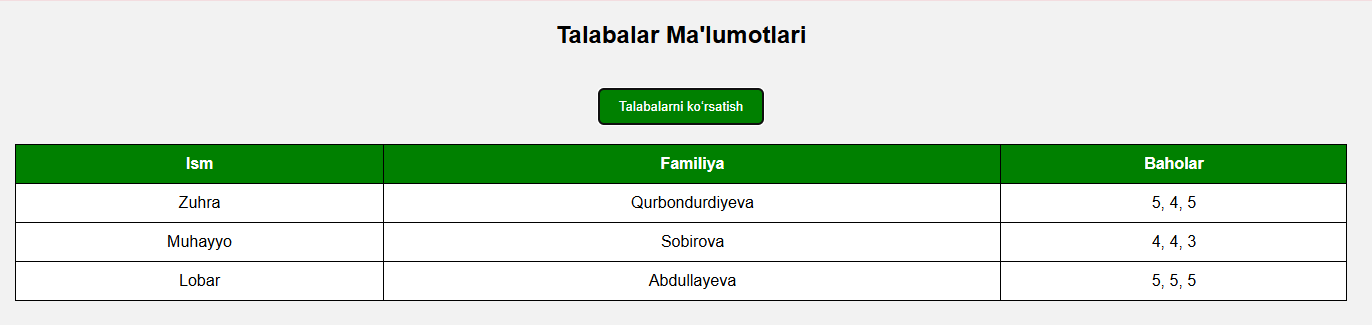 Talabalar Ma'lumotlari
Talabalarni ko‘rsatish
Ism Familiya Baholar
Zuhra Qurbondurdiyeva 5, 4, 5
Muhayyo Sobirova 4, 4, 3
Lobar Abdullayeva 5, 5, 5